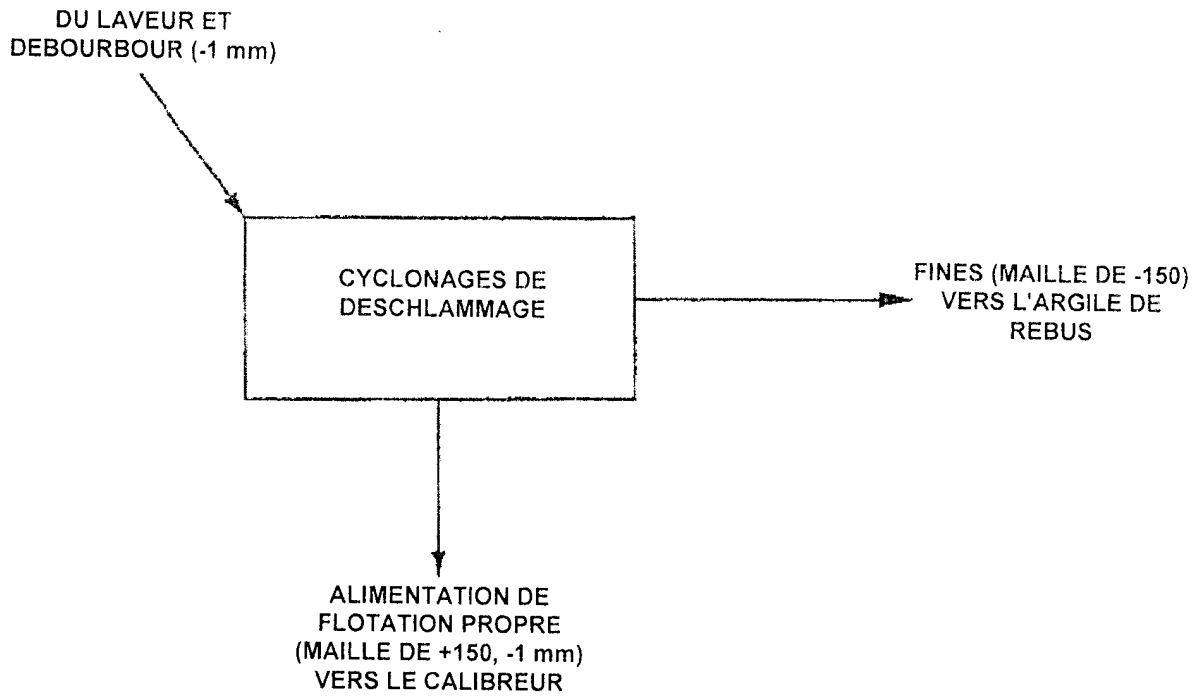 DU LAVEUR ET
DEBOURBOUR (-1 mm)
CYCLONAGES DE
DESCHLAMMAGE
FINES (MAILLE DE -150)
VERS L'ARGILE DE
REBUS
ALIMENTATION DE
FLOTATION PROPRE
(MAILLE DE +150, -1 mm)
VERS LE CALIBREUR